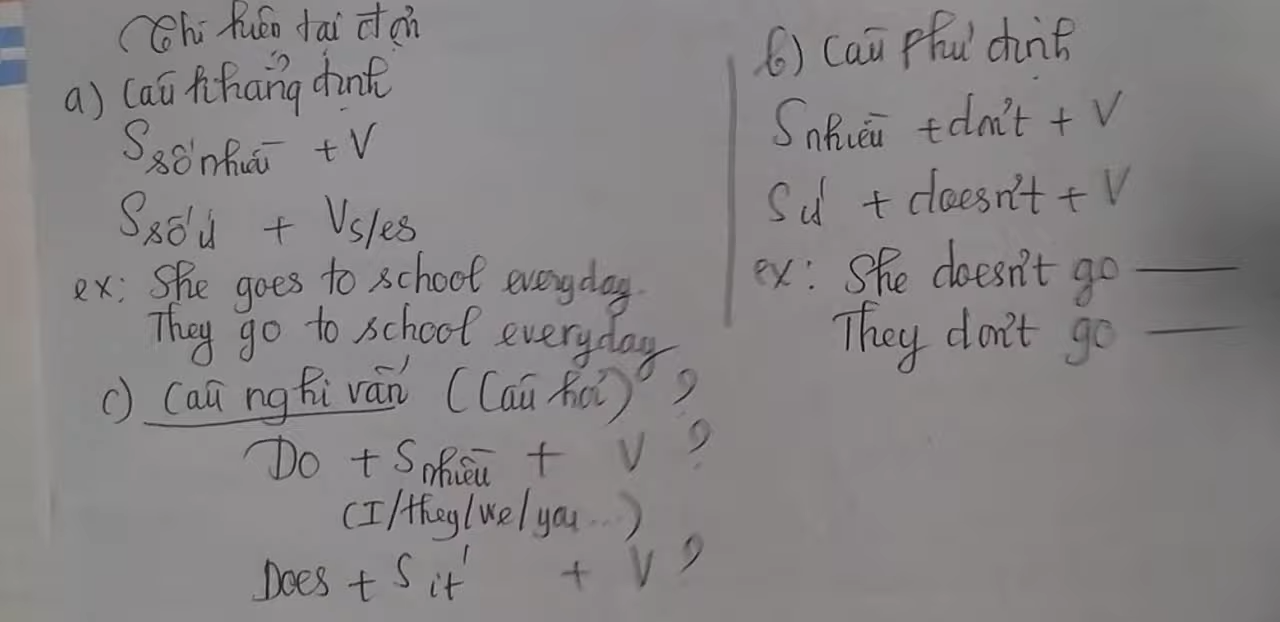 Thì hiện tại đơn
a) Câu khẳng định
S số nhiều + V
S số ít + Vs/es
ex: She goes to school everyday.
They go to school everyday
b) Câu phủ định
S nhiều + don't + V
S ít + doesn't + V
ex: She doesn't go ——
They don't go ——
c) Câu nghi vấn (Câu hỏi) ?
Do + S nhiều + V ?
(I/they/we/you...)
Does + S ít + V ?